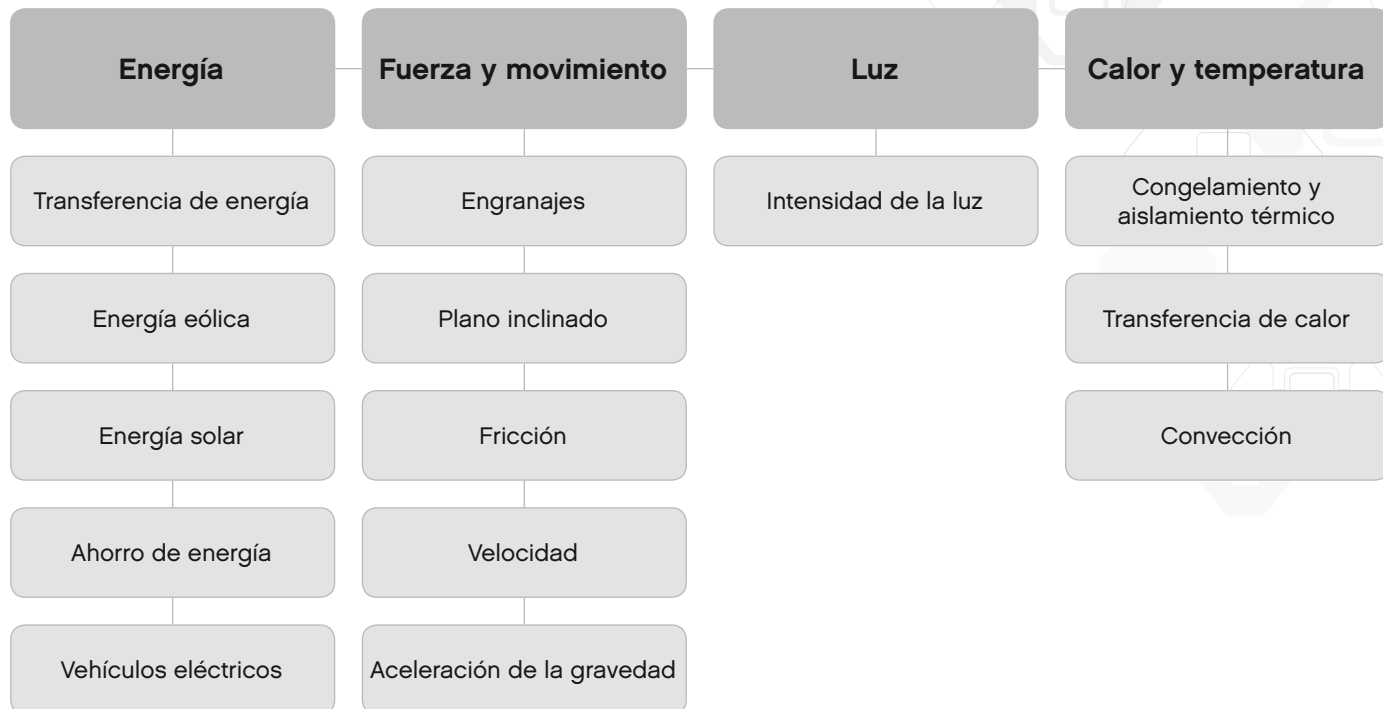 Energía
Fuerza y movimiento
Luz
Calor y temperatura
Transferencia de energía
Engranajes
Intensidad de la luz
Congelamiento y
aislamiento térmico
Energía eólica
Plano inclinado
Transferencia de calor
Energía solar
Fricción
Convección
Ahorro de energía
Velocidad
Vehículos eléctricos
Aceleración de la gravedad